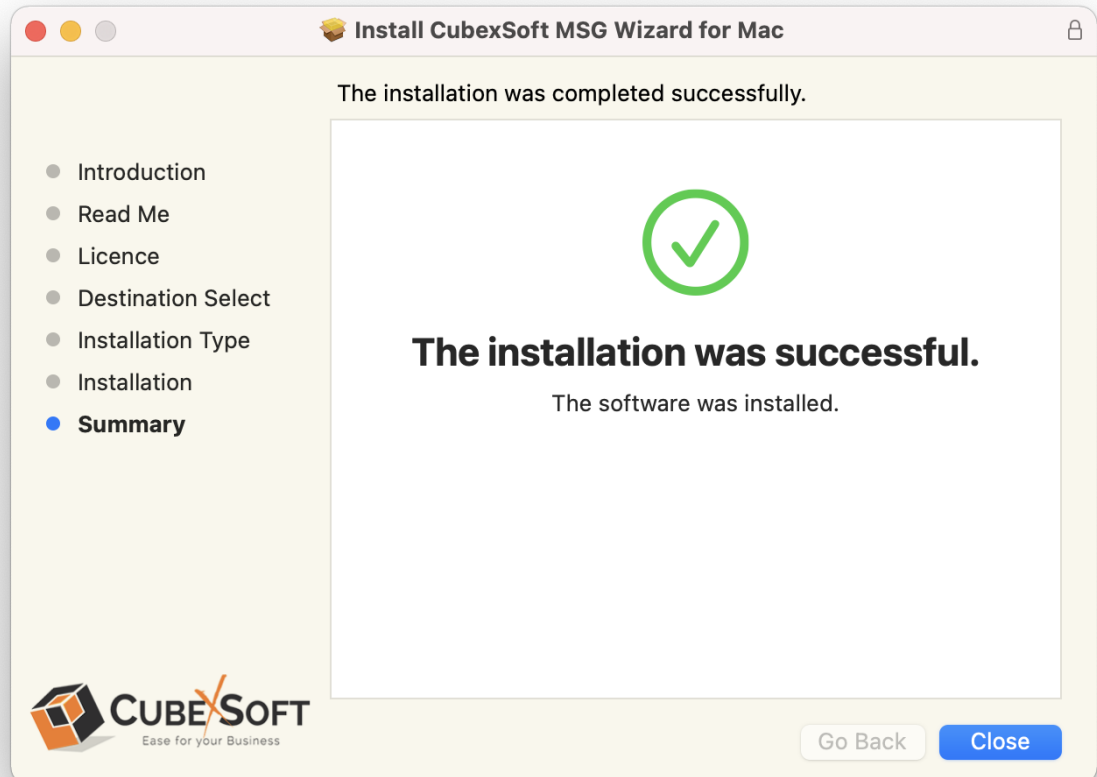 Install CubexSoft MSG Wizard for Mac
The installation was completed successfully.
Introduction
Read Me
Licence
Destination Select
Installation Type
Installation
Summary
The installation was successful.
The software was installed.
CUBEXSOFT
Ease for your Business
Go Back
Close